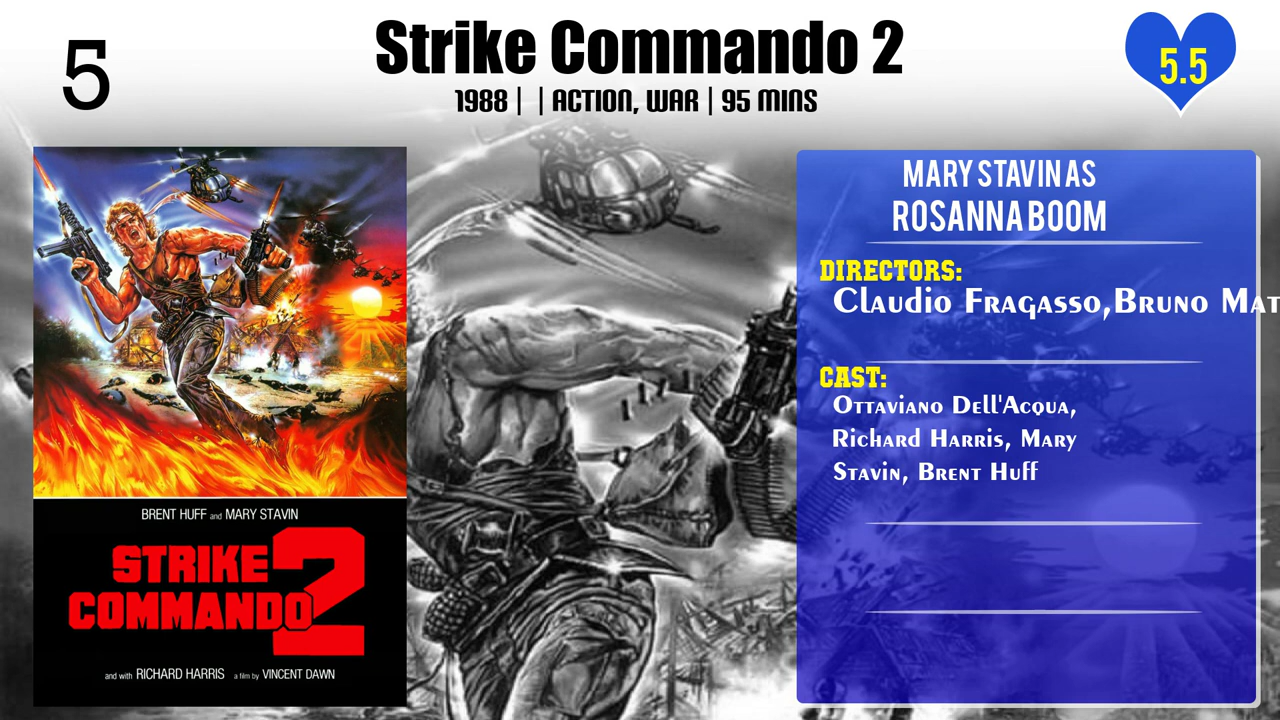 5
Strike Commando 2
5.5
1988 | | ACTION, WAR | 95 MINS
MARY STAVIN AS
ROSANNA BOOM
DIRECTORS:
Claudio Fragasso,Bruno Mat
CAST:
Ottaviano Dell'Acqua,
Richard Harris, Mary
Stavin, Brent Huff
BRENT HUFF and MARY STAVIN
STRIKE
COMMANDO 2
and with RICHARD HARRIS a film by VINCENT DAWN